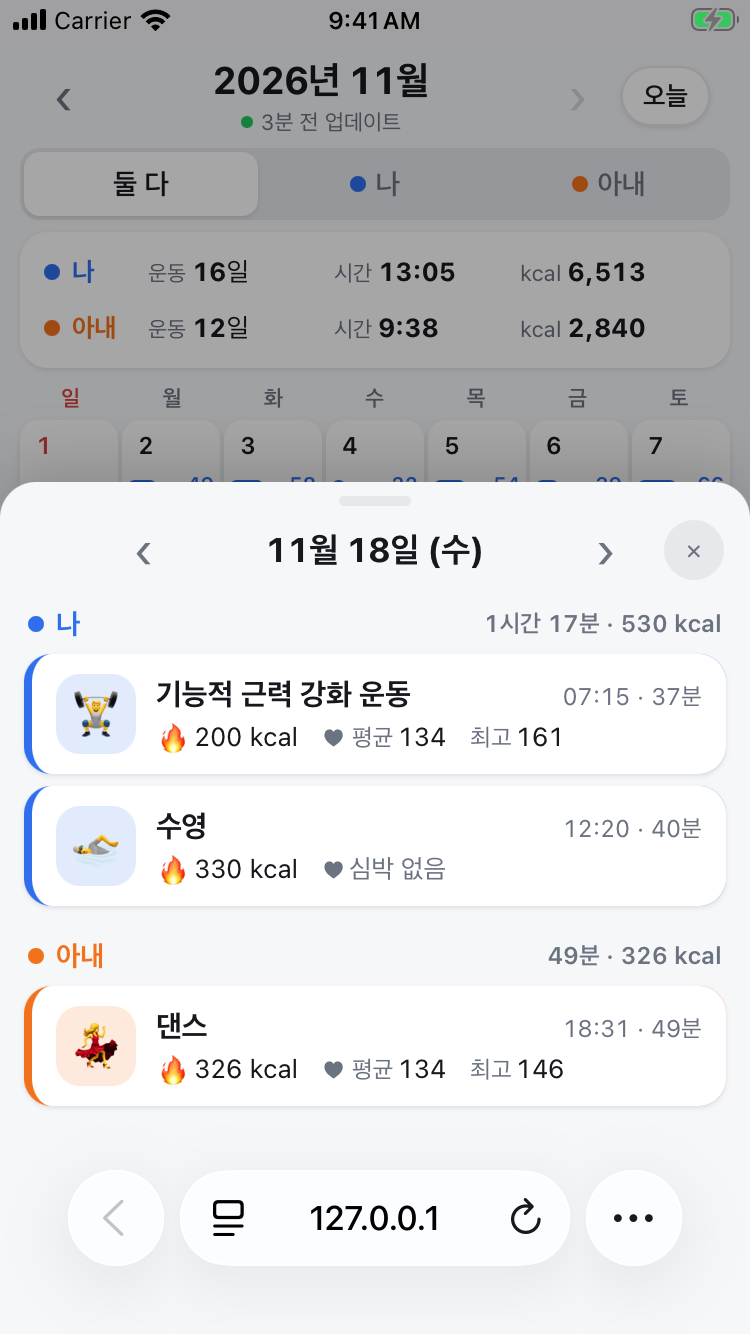 Carrier 9:41 AM
‹ 2026년 11월 › 오늘
3분 전 업데이트
둘 다 나 아내
나 운동 16일 시간 13:05 kcal 6,513
아내 운동 12일 시간 9:38 kcal 2,840
일 월 화 수 목 금 토
1 2 3 4 5 6 7
‹ 11월 18일 (수) › ×
나 1시간 17분 · 530 kcal
기능적 근력 강화 운동 07:15 · 37분
200 kcal 평균 134 최고 161
수영 12:20 · 40분
330 kcal 심박 없음
아내 49분 · 326 kcal
댄스 18:31 · 49분
326 kcal 평균 134 최고 146
127.0.0.1